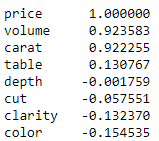 price 1.000000
volume 0.923583
carat 0.922255
table 0.130767
depth -0.001759
cut -0.057551
clarity -0.132370
color -0.154535